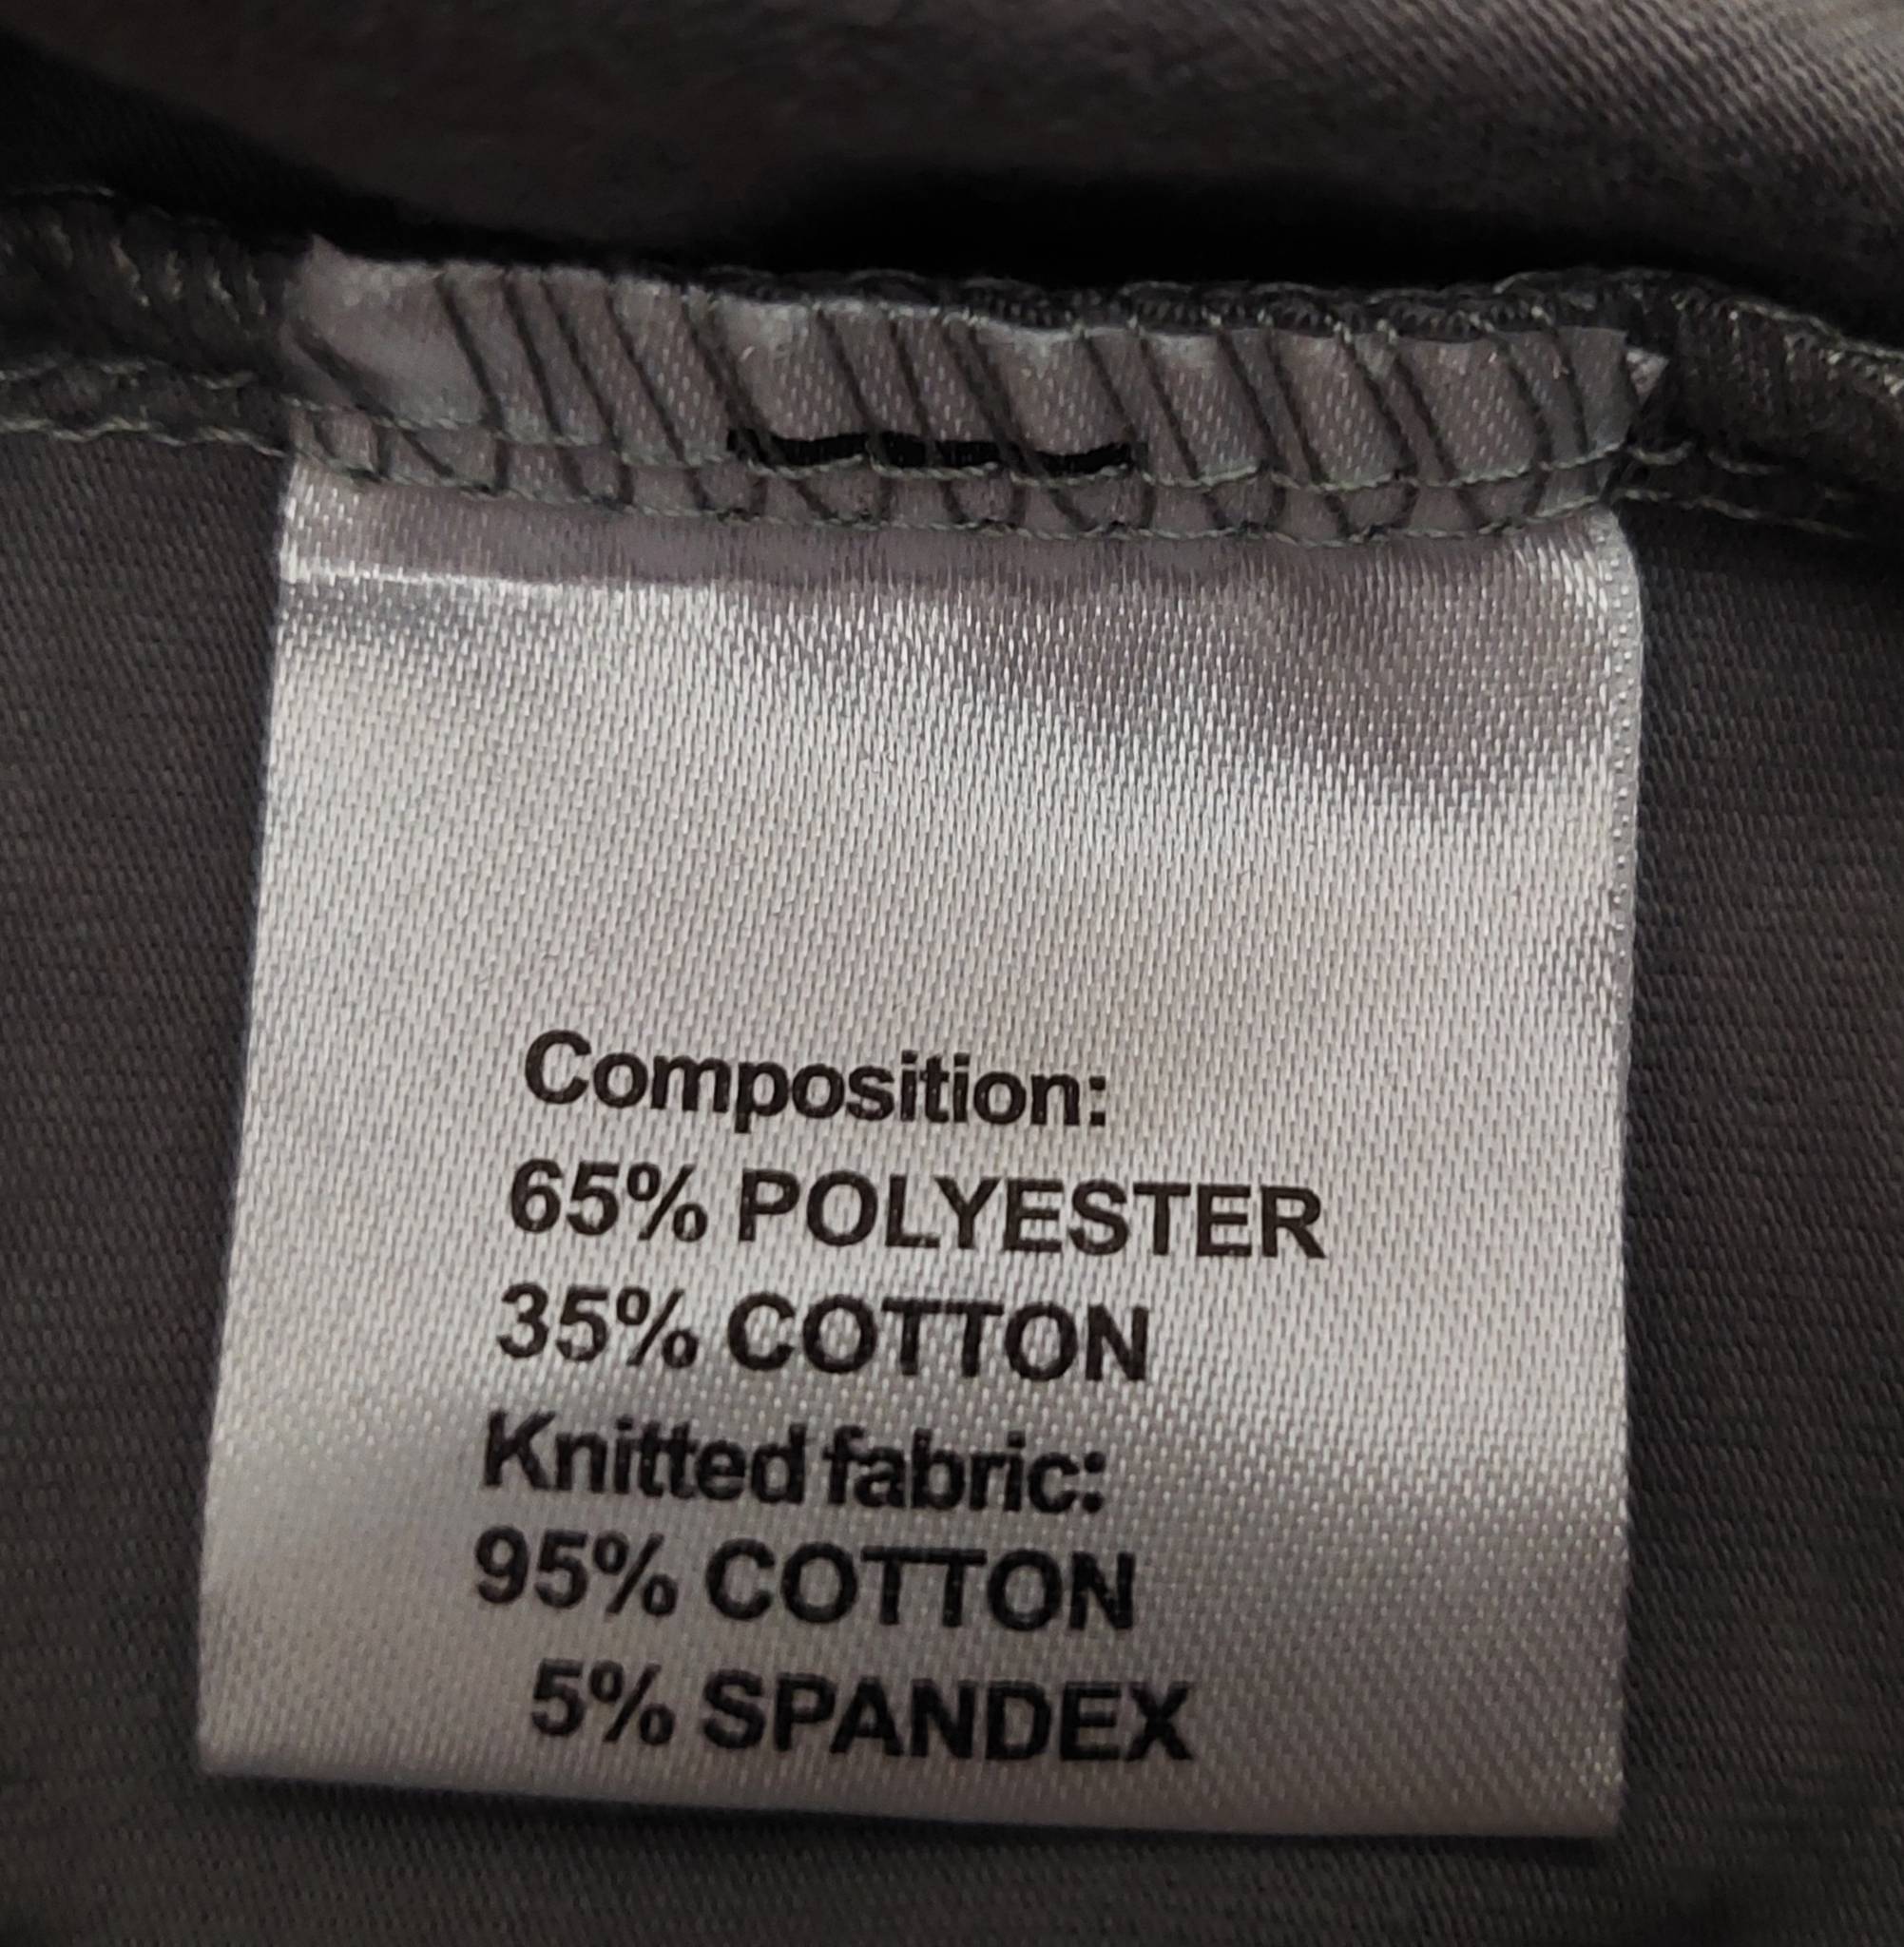 Composition:
65% POLYESTER
35% COTTON
Knitted fabric:
95% COTTON
5% SPANDEX